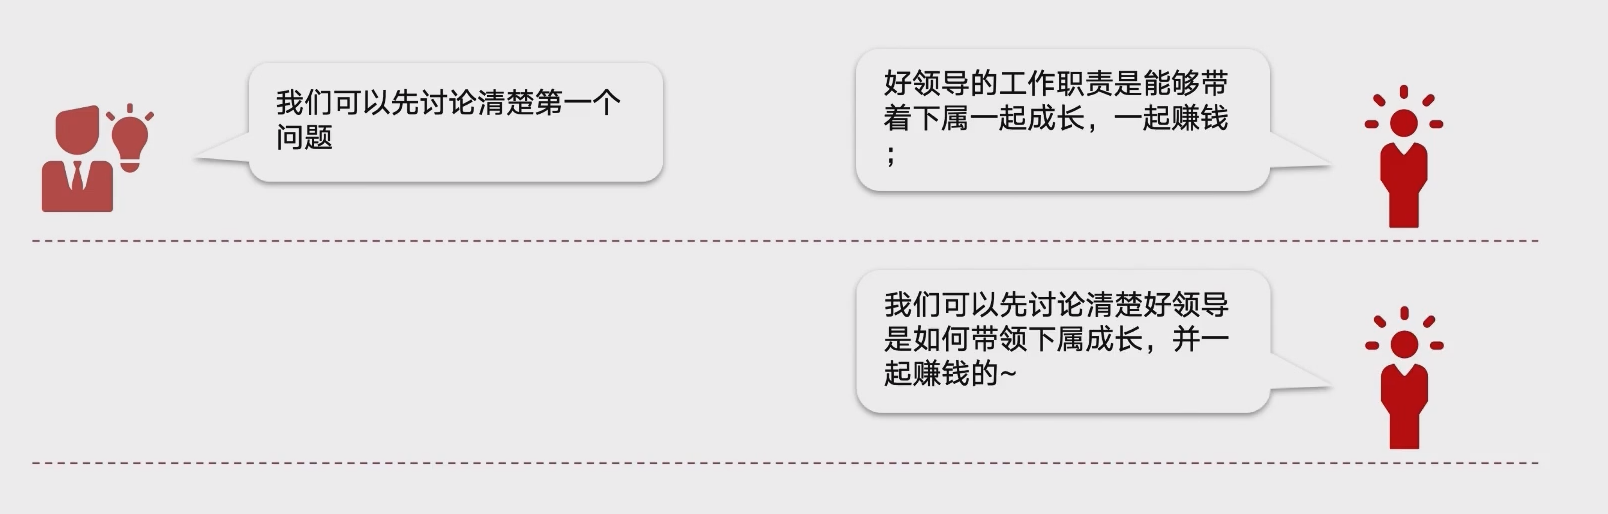 我们可以先讨论清楚第一个
问题
好领导的工作职责是能够带
着下属一起成长，一起赚钱
；
我们可以先讨论清楚好领导
是如何带领下属成长，并一
起赚钱的~